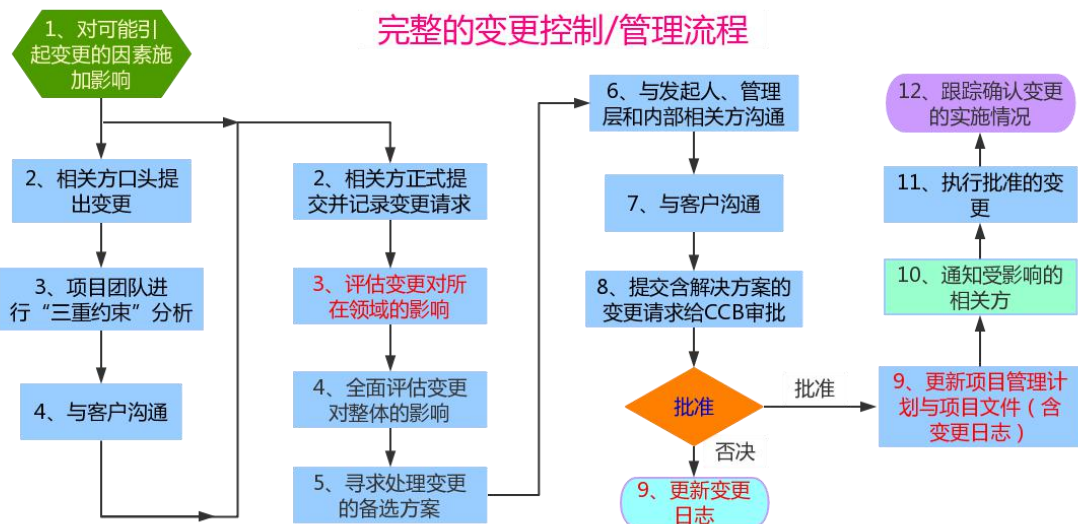 完整的变更控制/管理流程
1、对可能引
起变更的因素施
加影响
2、相关方口头提
出变更
3、项目团队进
行“三重约束”分析
4、与客户沟通
2、相关方正式提
交并记录变更请求
3、评估变更对所
在领域的影响
4、全面评估变更
对整体的影响
5、寻求处理变更
的备选方案
6、与发起人、管理
层和内部相关方沟通
7、与客户沟通
8、提交含解决方案的
变更请求给CCB审批
批准
批准
否决
9、更新变更
日志
9、更新项目管理计
划与项目文件（含
变更日志）
10、通知受影响的
相关方
11、执行批准的变
更
12、跟踪确认变更
的实施情况